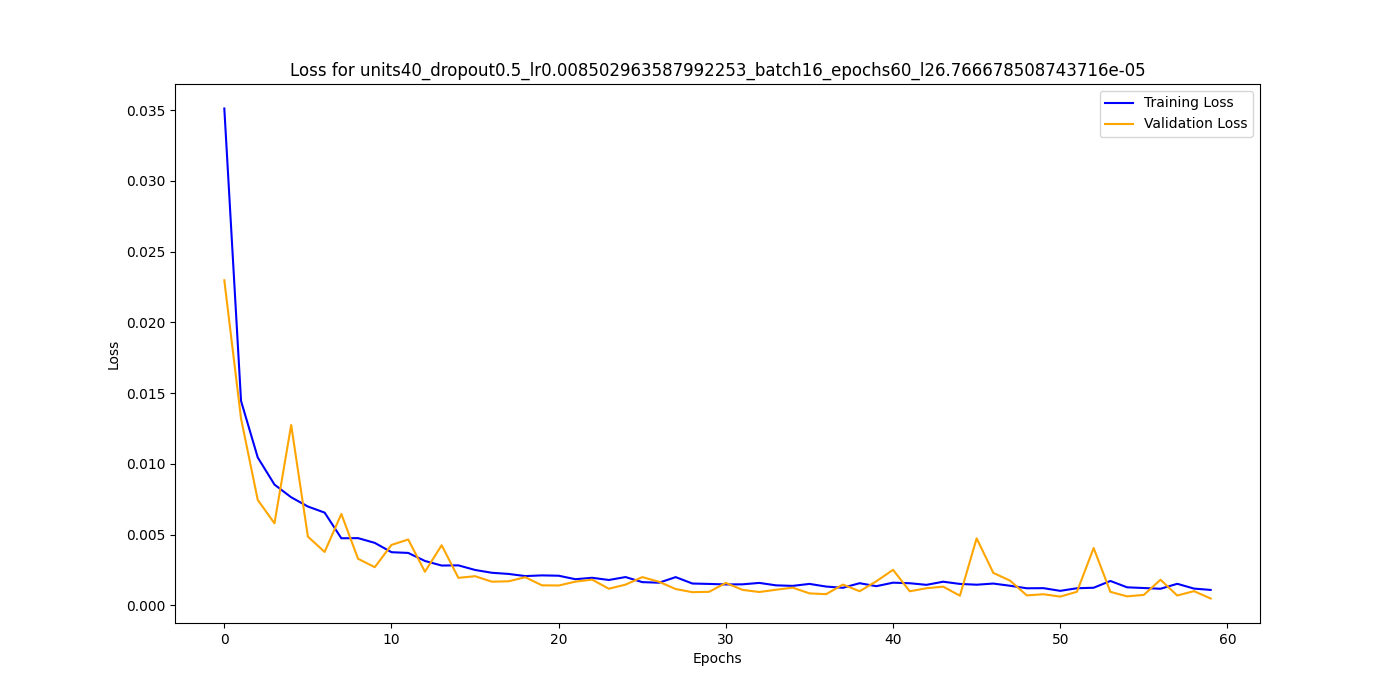 Loss for units40_dropout0.5_lr0.008502963587992253_batch16_epochs60_l26.766678508743716e-05
Training Loss
Validation Loss
0.035
0.030
0.025
0.020
0.015
0.010
0.005
0.000
Loss
0 10 20 30 40 50 60
Epochs